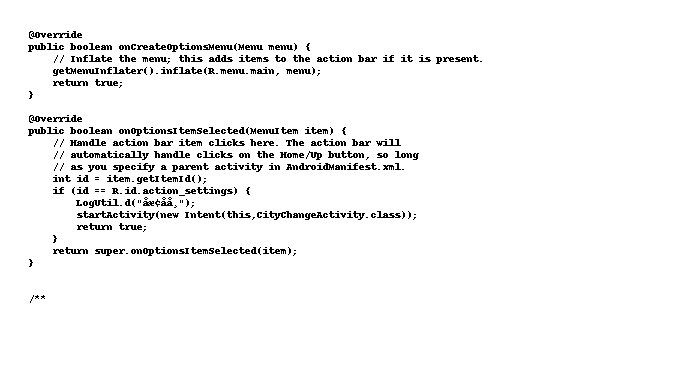 @Override
public boolean onCreateOptionsMenu(Menu menu) {
// Inflate the menu; this adds items to the action bar if it is present.
getMenuInflater().inflate(R.menu.main, menu);
return true;
}
@Override
public boolean onOptionsItemSelected(MenuItem item) {
// Handle action bar item clicks here. The action bar will
// automatically handle clicks on the Home/Up button, so long
// as you specify a parent activity in AndroidManifest.xml.
int id = item.getItemId();
if (id == R.id.action_settings) {
LogUtil.d("åæ¢åå¸");
startActivity(new Intent(this,CityChangeActivity.class));
return true;
}
return super.onOptionsItemSelected(item);
}
/**